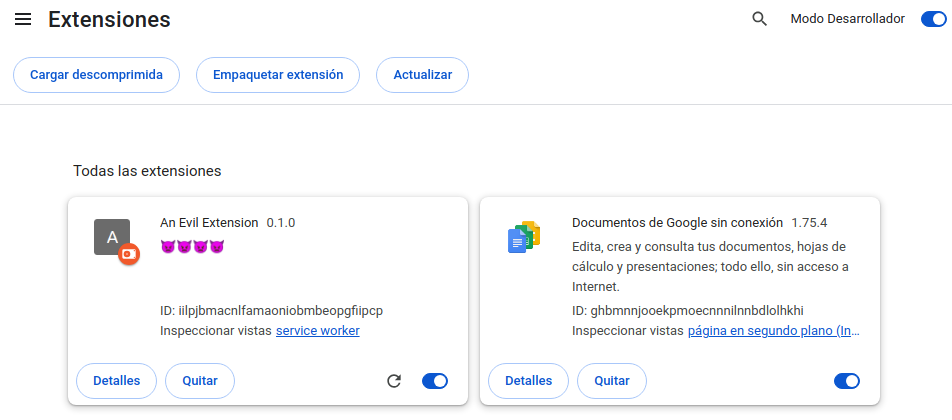 Extensiones
Modo Desarrollador
Cargar descomprimida
Empaquetar extensión
Actualizar
Todas las extensiones
A
An Evil Extension 0.1.0
😈😈😈😈
ID: iilpjbmacnlfamaoniobmbeopgfiipcp
Inspeccionar vistas service worker
Detalles
Quitar
Documentos de Google sin conexión 1.75.4
Edita, crea y consulta tus documentos, hojas de
cálculo y presentaciones; todo ello, sin acceso a
Internet.
ID: ghbmnnjooekpmoecnnnilnnbdlolhkhi
Inspeccionar vistas página en segundo plano (In…
Detalles
Quitar